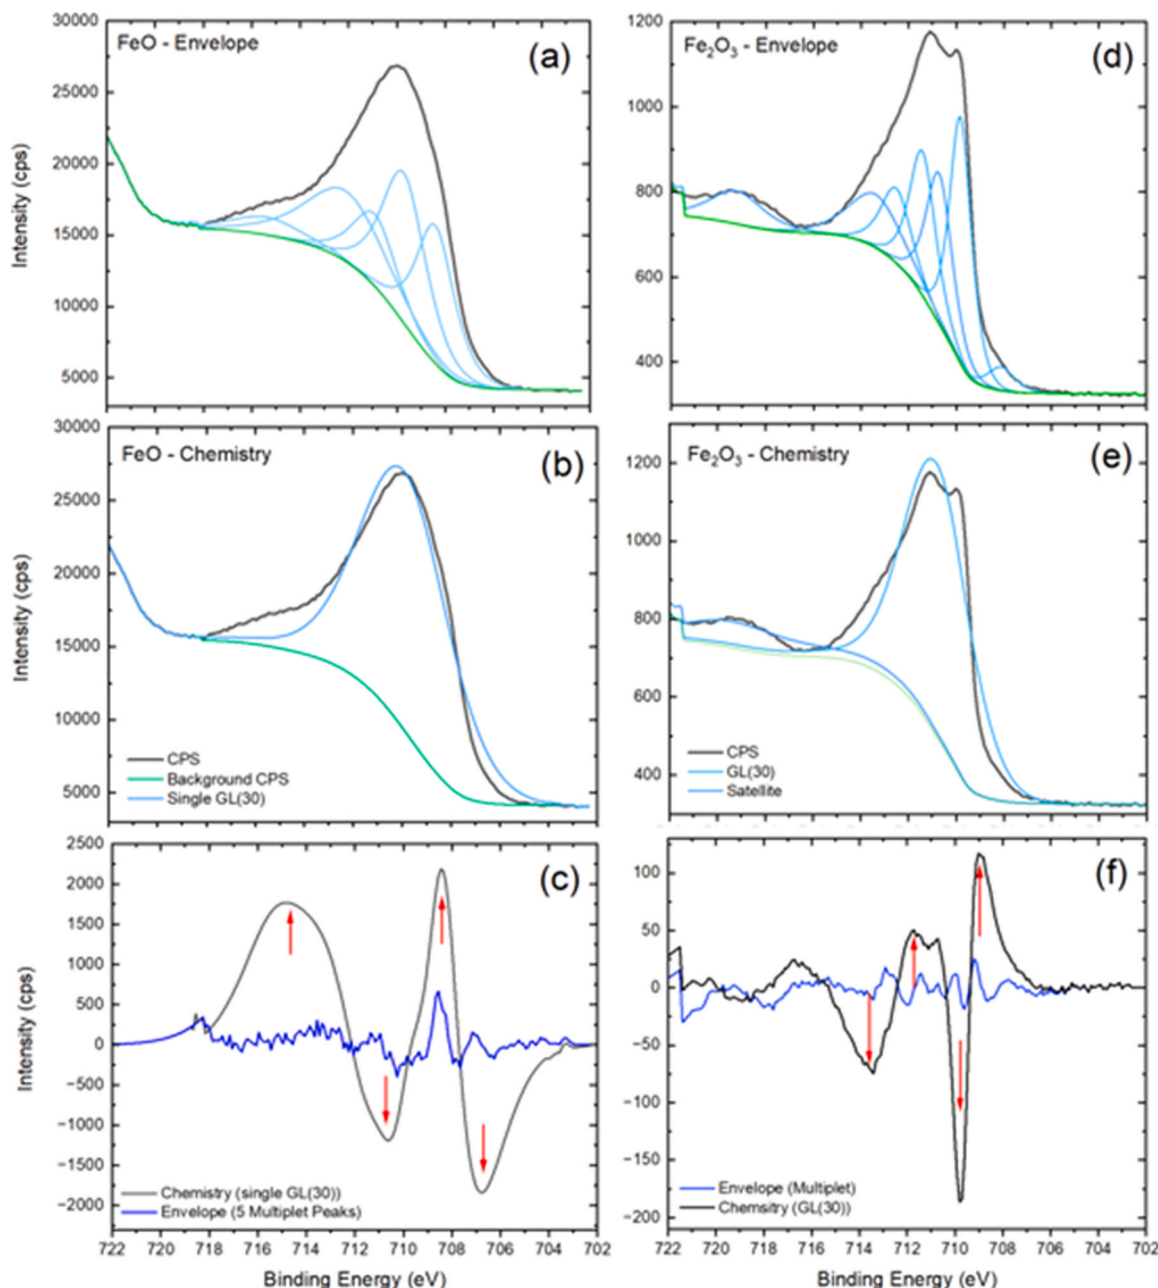 FeO - Envelope
(a)
30000
25000
20000
15000
10000
5000
Intensity (cps)
Fe₂O₃ - Envelope
(d)
1200
1000
800
600
400
FeO - Chemistry
(b)
30000
25000
20000
15000
10000
5000
Intensity (cps)
CPS
Background CPS
Single GL(30)
Fe₂O₃ - Chemistry
(e)
1200
1000
800
600
400
CPS
GL(30)
Satellite
(c)
2500
2000
1500
1000
500
0
−500
−1000
−1500
−2000
Intensity (cps)
Chemistry (single GL(30))
Envelope (5 Multiplet Peaks)
722 720 718 716 714 712 710 708 706 704 702
Binding Energy (eV)
(f)
100
50
0
−50
−100
−150
−200
Envelope (Multiplet)
Chemsitry (GL(30))
722 720 718 716 714 712 710 708 706 704 702
Binding Energy (eV)